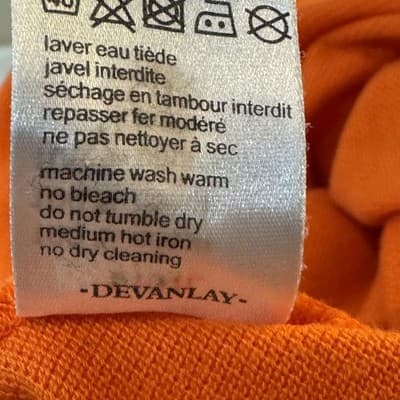 40
laver eau tiède
javel interdite
séchage en tambour interdit
repasser fer modéré
ne pas nettoyer à sec
machine wash warm
no bleach
do not tumble dry
medium hot iron
no dry cleaning
-DEVANLAY-